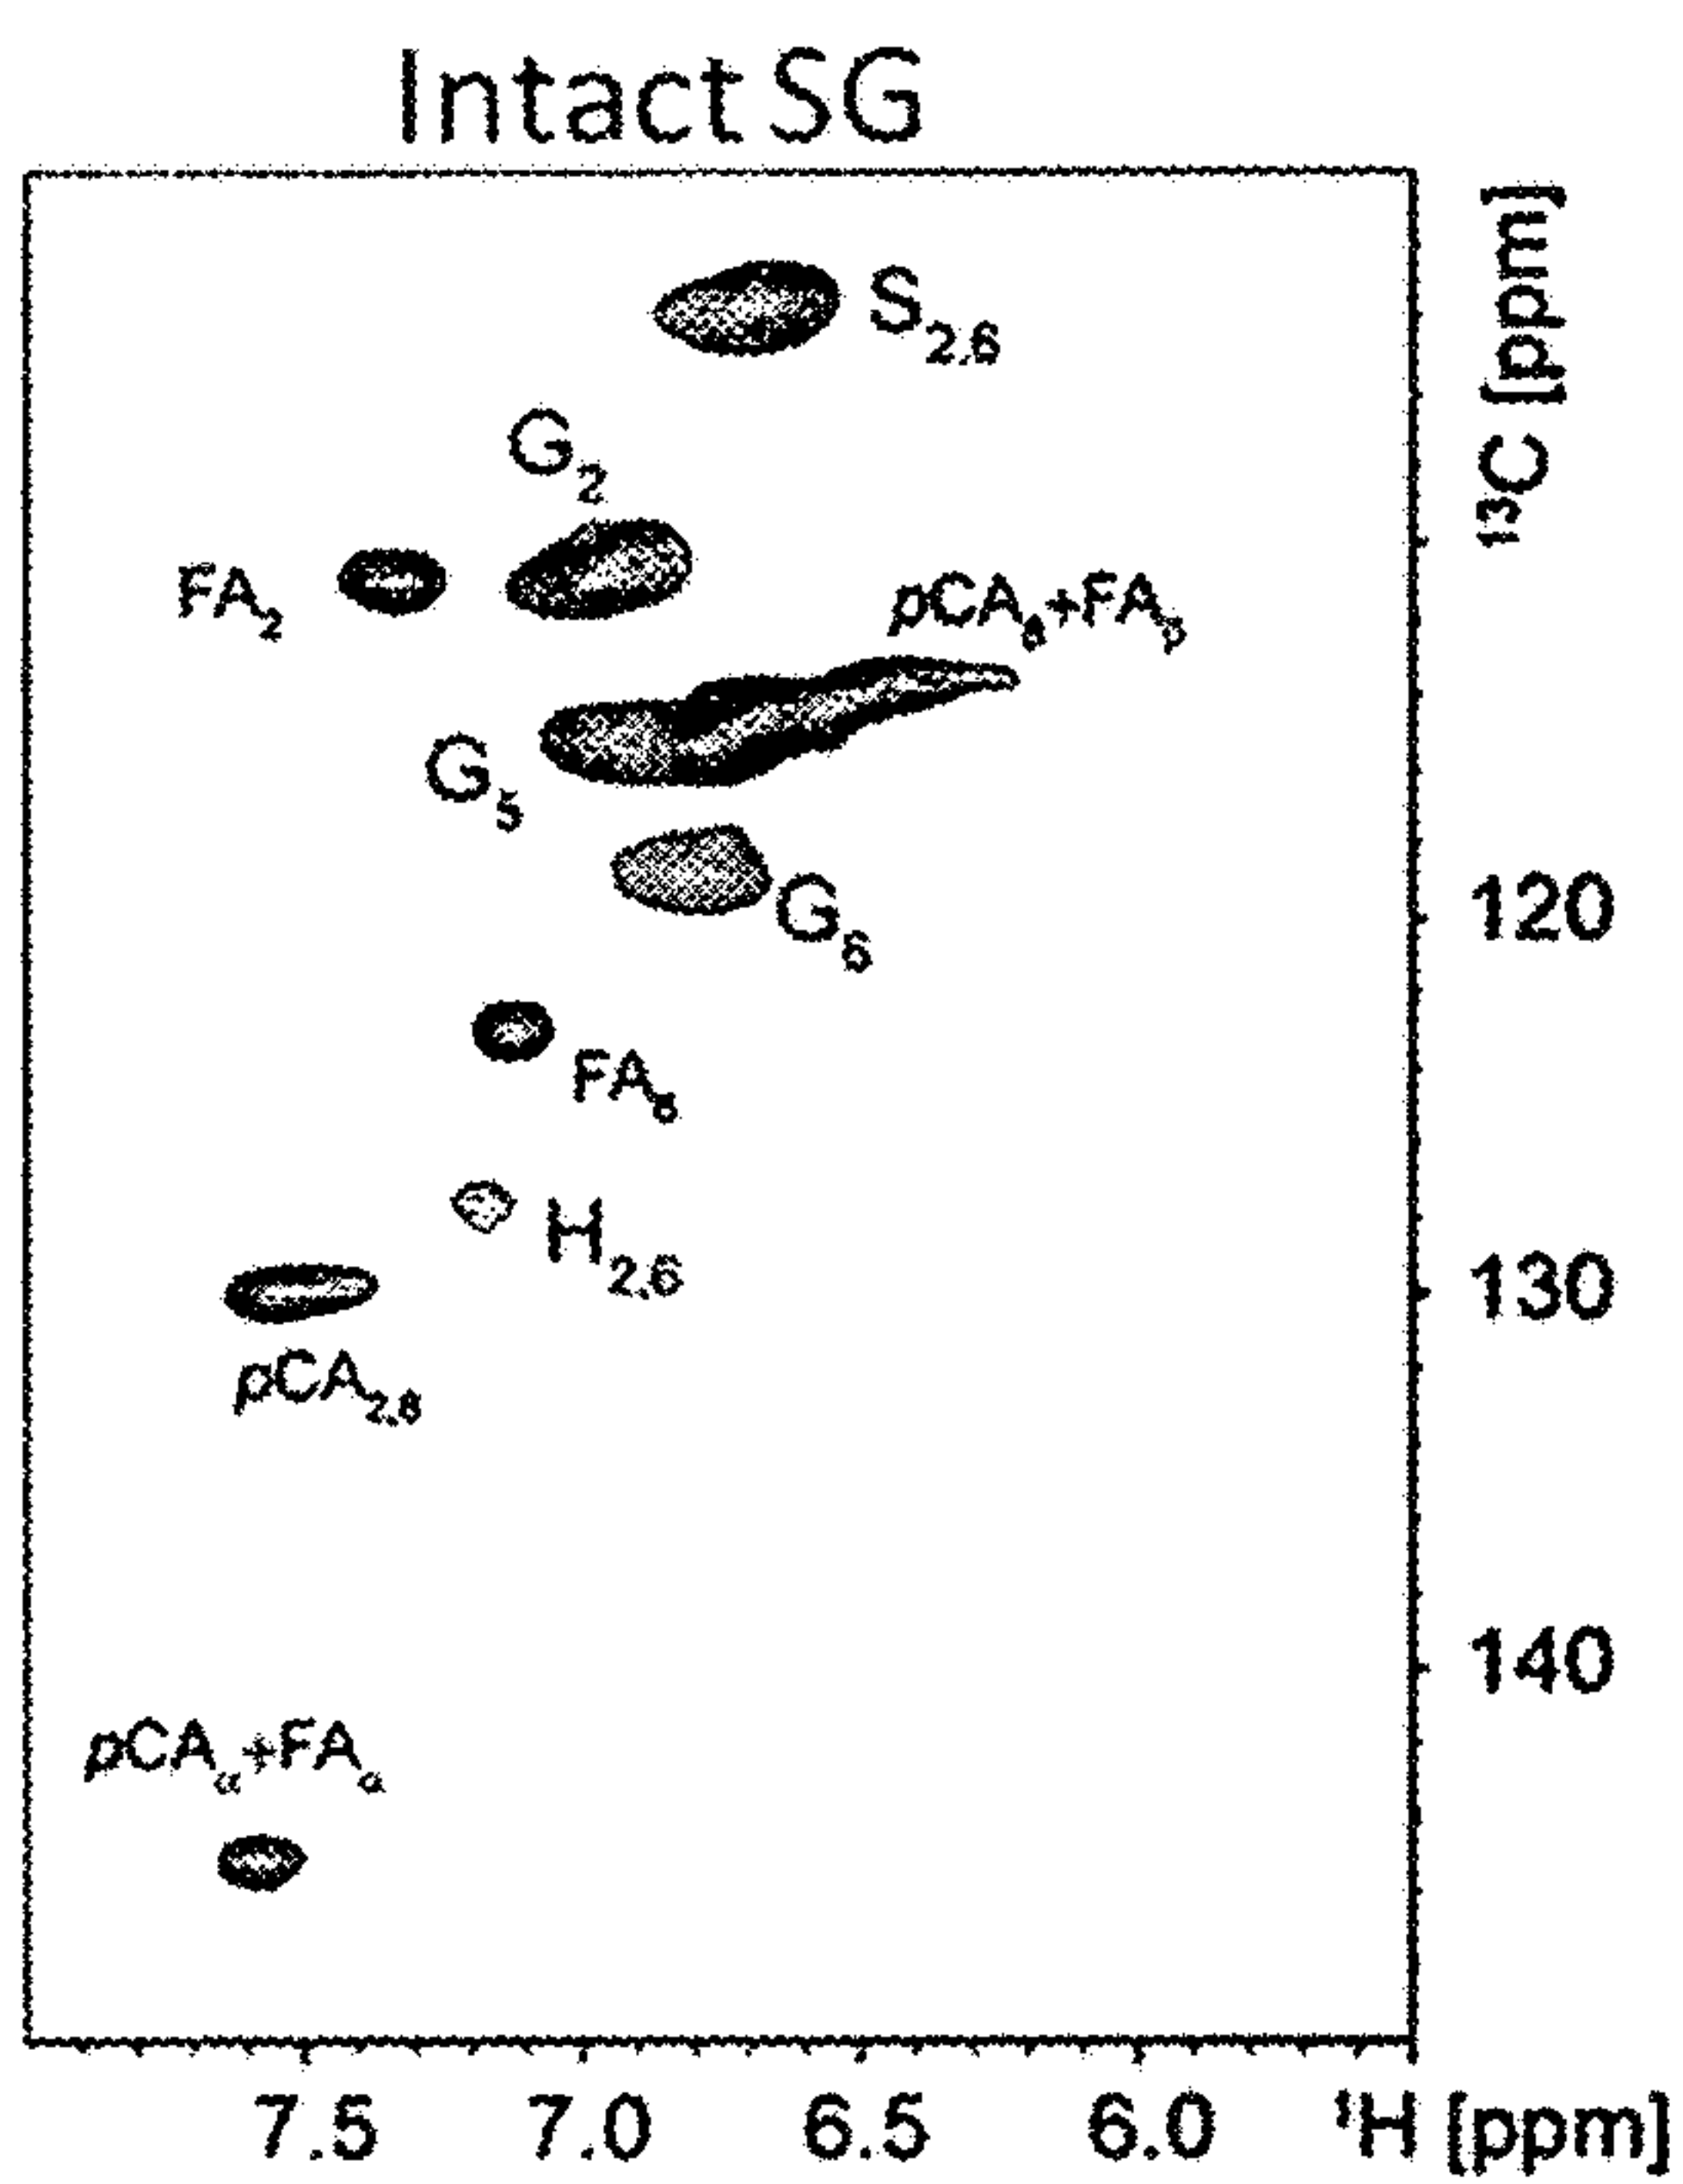 Intact SG
¹³C [ppm]
S2,6
G2
FA2
pCAβ+FAβ
G5
G6
120
FA6
H2,6
130
pCA2,6
140
pCAα+FAα
7.5 7.0 6.5 6.0 ¹H [ppm]